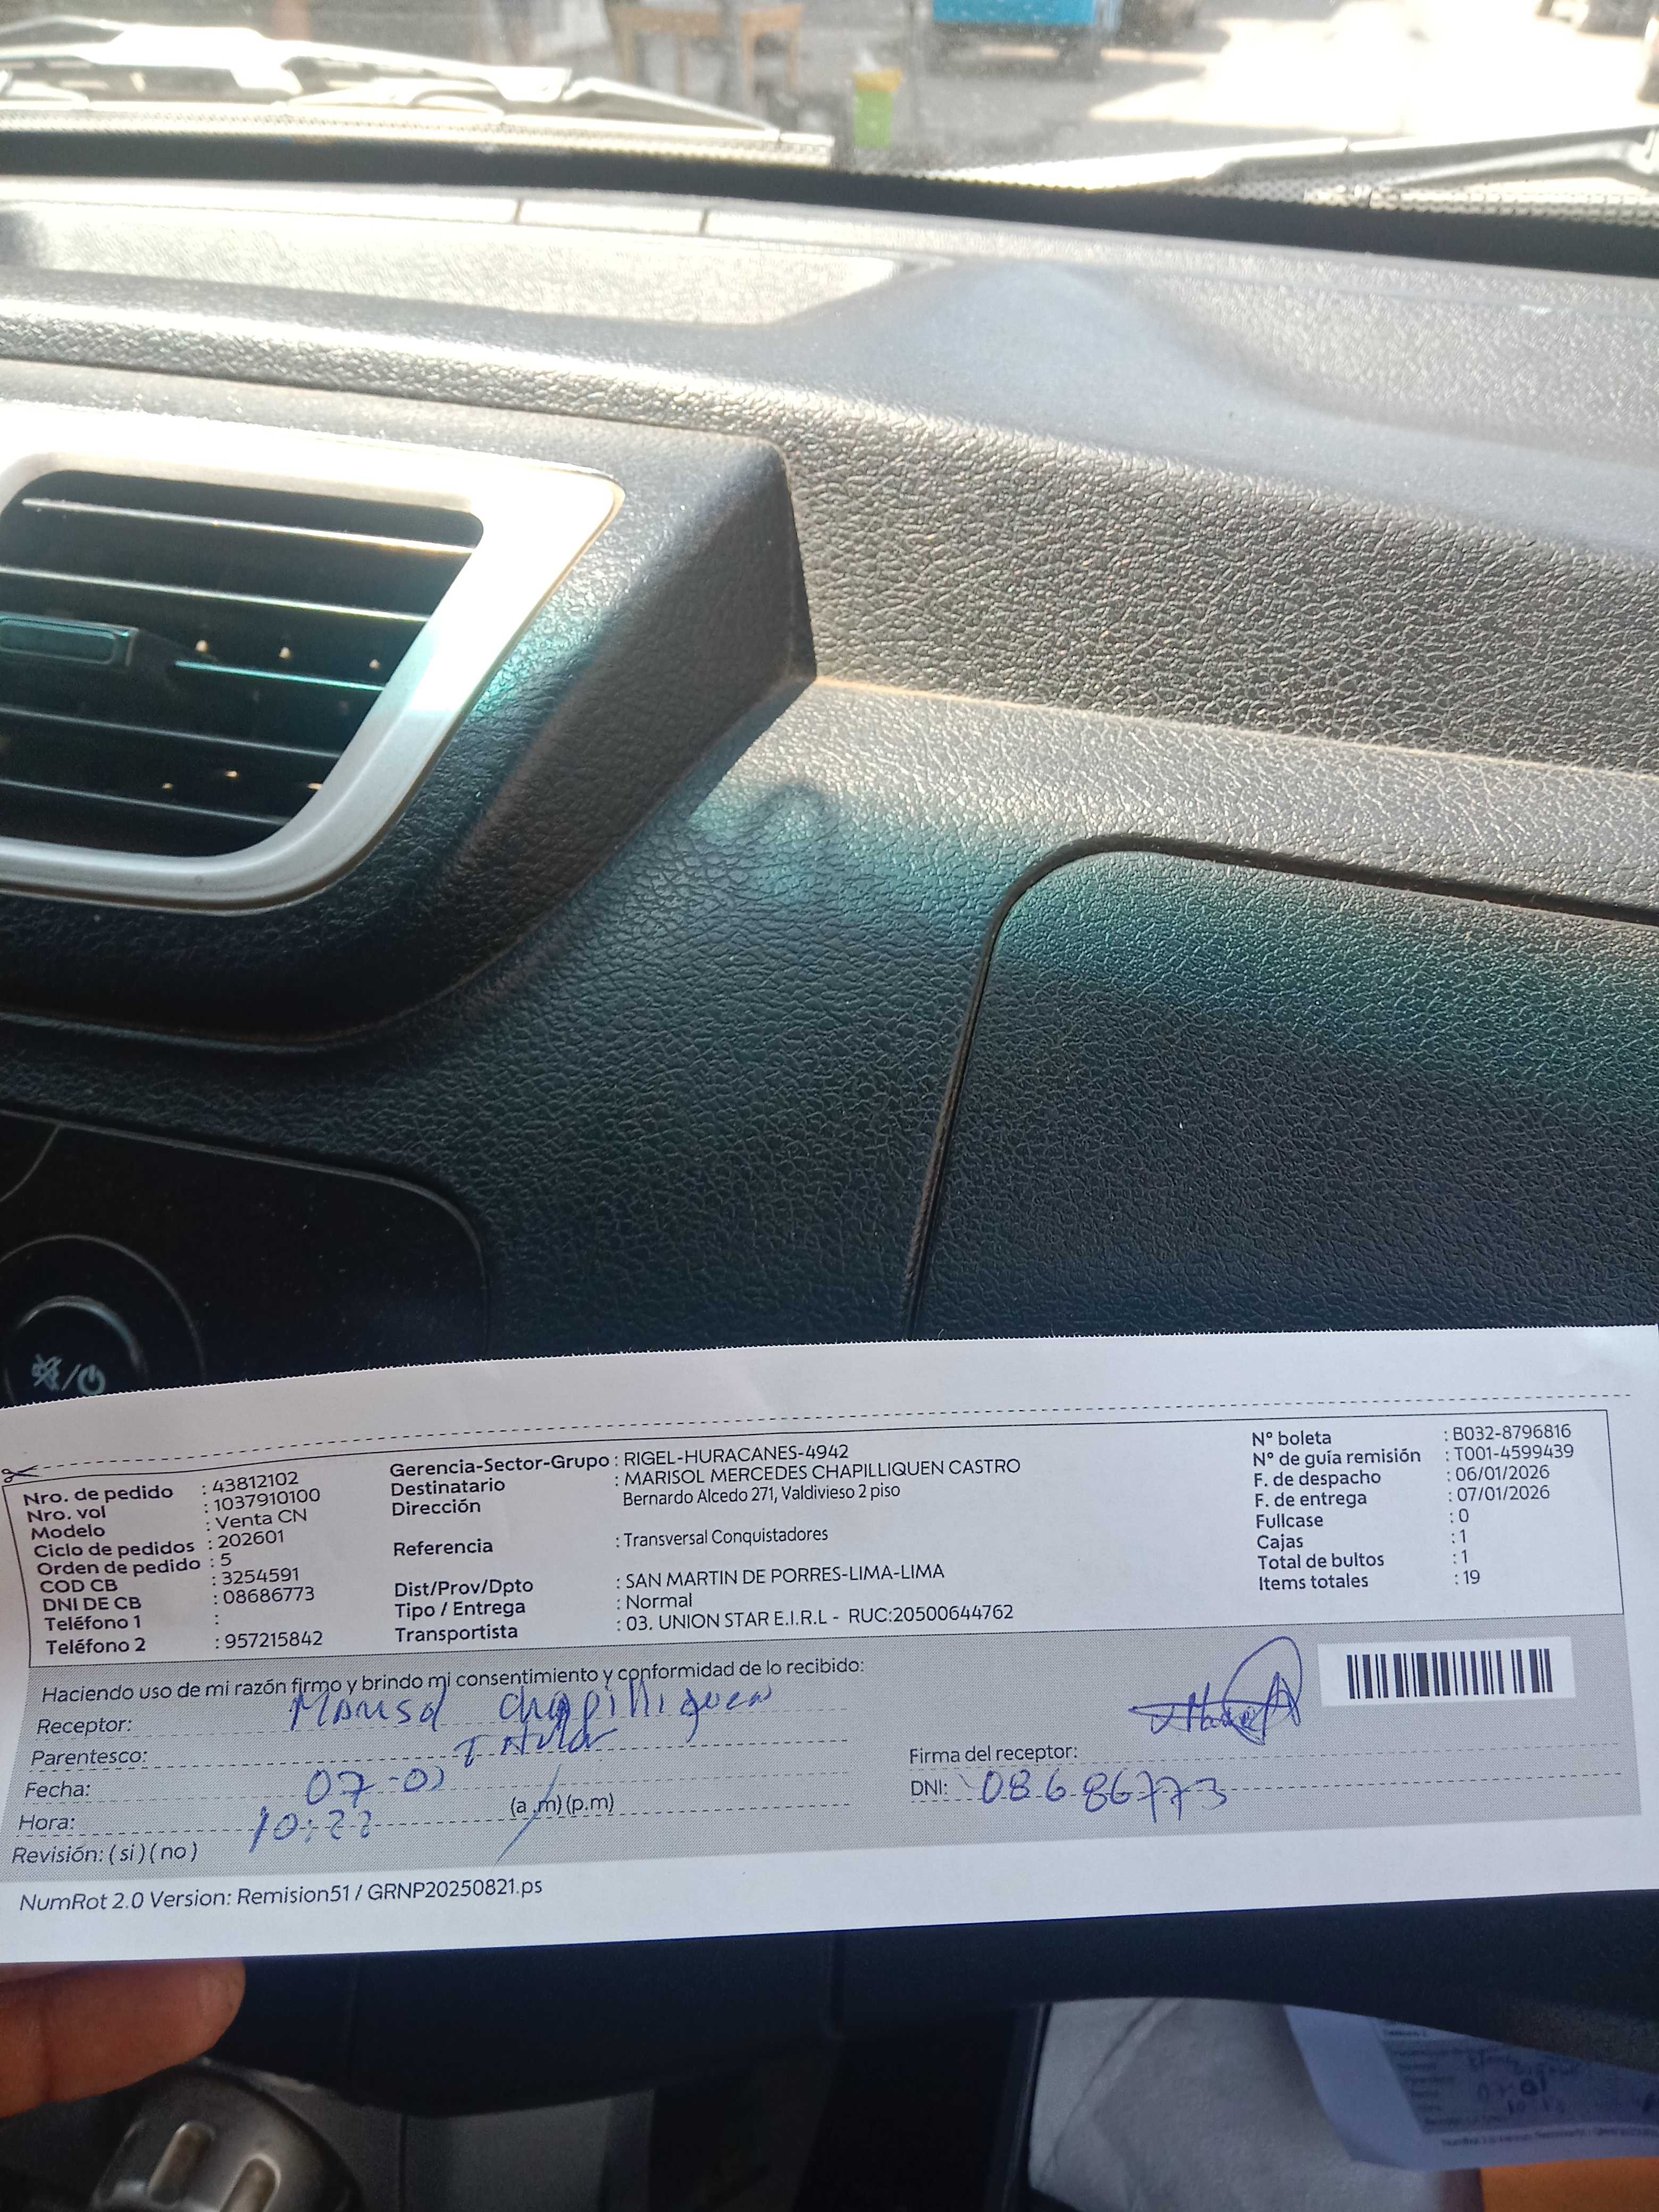 Nro. de pedido : 43812102
Nro. vol : 1037910100
Modelo : Venta CN
Ciclo de pedidos : 202601
Orden de pedido : 5
COD CB : 3254591
DNI DE CB : 08686773
Teléfono 1 :
Teléfono 2 : 957215842
Gerencia-Sector-Grupo : RIGEL-HURACANES-4942
Destinatario : MARISOL MERCEDES CHAPILLIQUEN CASTRO
Dirección Bernardo Alcedo 271, Valdivieso 2 piso
Referencia : Transversal Conquistadores
Dist/Prov/Dpto : SAN MARTIN DE PORRES-LIMA-LIMA
Tipo / Entrega : Normal
Transportista : 03. UNION STAR E.I.R.L - RUC:20500644762
N° boleta : B032-8796816
N° de guía remisión : T001-4599439
F. de despacho : 06/01/2026
F. de entrega : 07/01/2026
Fullcase : 0
Cajas : 1
Total de bultos : 1
Items totales : 19
Haciendo uso de mi razón firmo y brindo mi consentimiento y conformidad de lo recibido:
Receptor: Marisol Chapilliquen
Parentesco: Titular
Fecha: 07-01
Hora: 10:22 (a.m)(p.m)
Revisión: ( si ) ( no )
Firma del receptor:
DNI: 08686773
NumRot 2.0 Version: Remision51 / GRNP20250821.ps